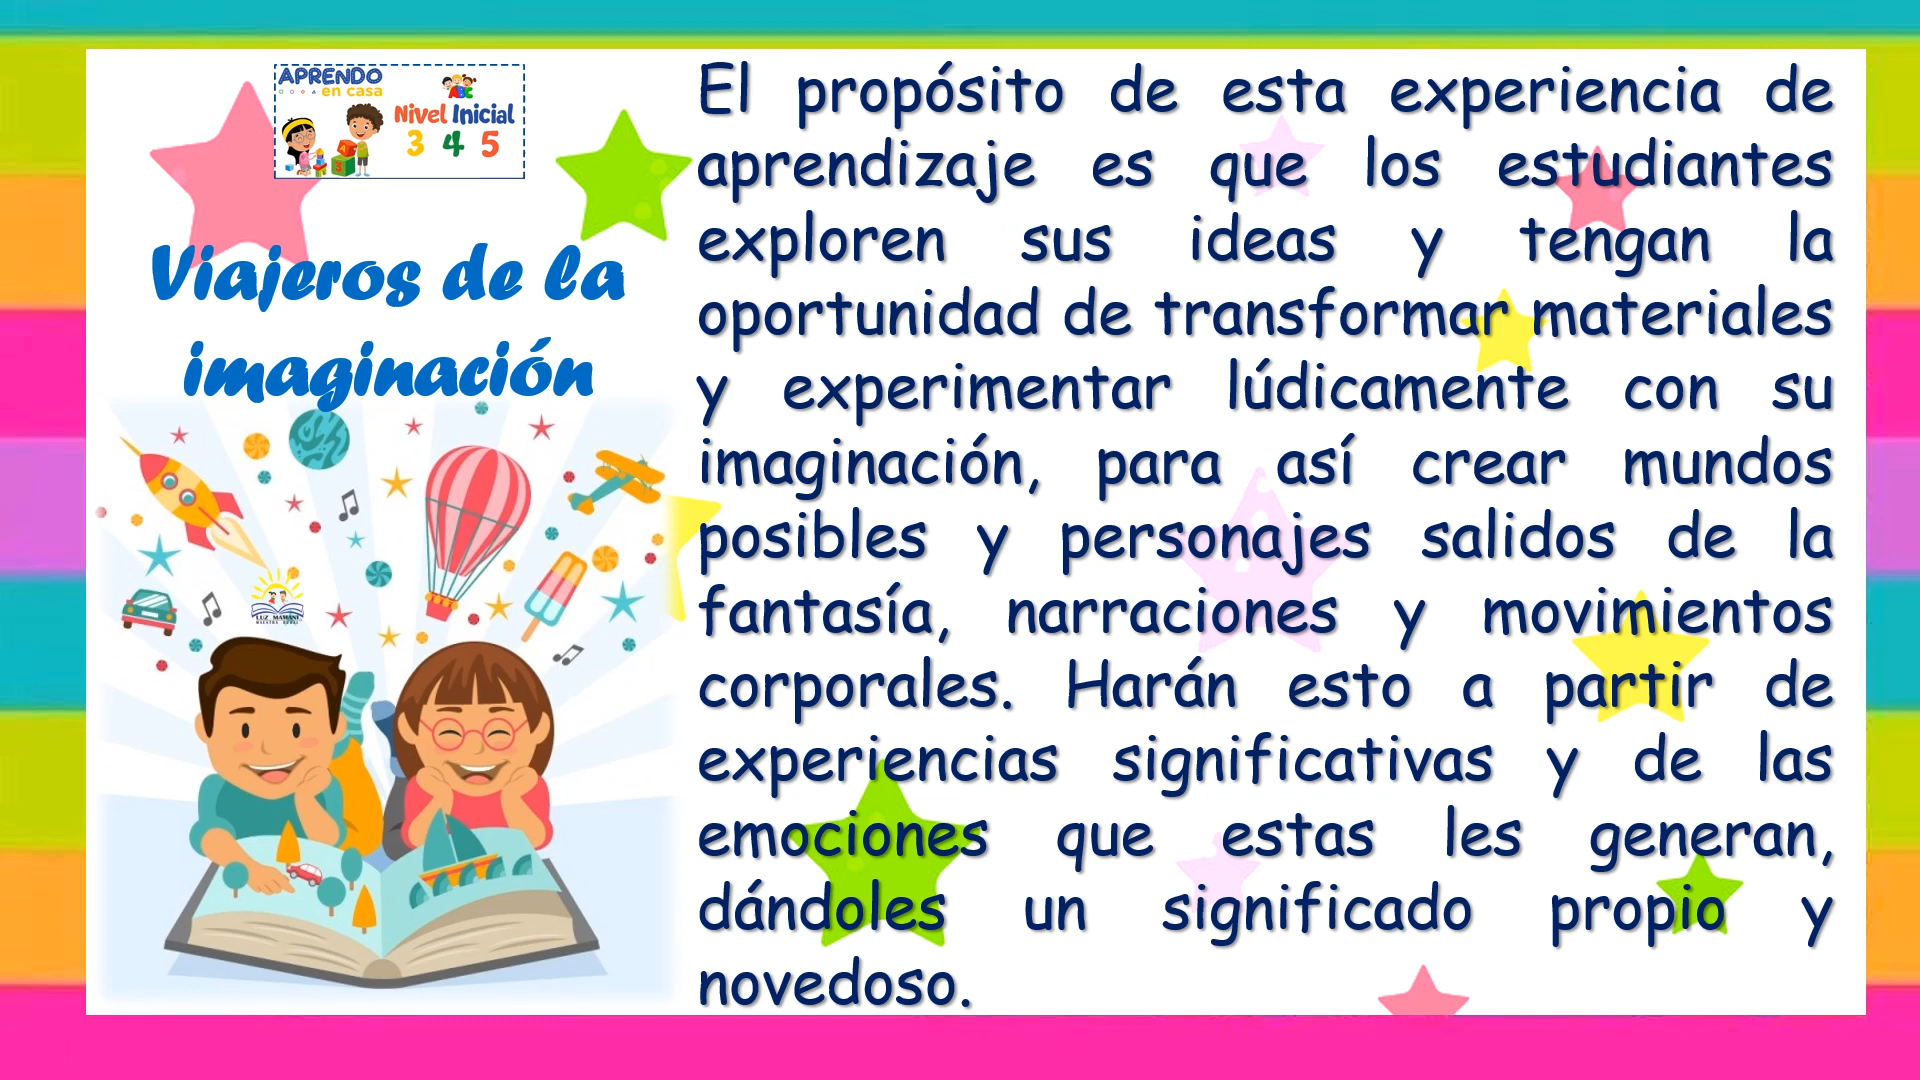 APRENDO
en casa
ABC
Nivel Inicial
3 4 5
Viajeros de la
imaginación
LUZ MAMANI
El propósito de esta experiencia de
aprendizaje es que los estudiantes
exploren sus ideas y tengan la
oportunidad de transformar materiales
y experimentar lúdicamente con su
imaginación, para así crear mundos
posibles y personajes salidos de la
fantasía, narraciones y movimientos
corporales. Harán esto a partir de
experiencias significativas y de las
emociones que estas les generan,
dándoles un significado propio y
novedoso.